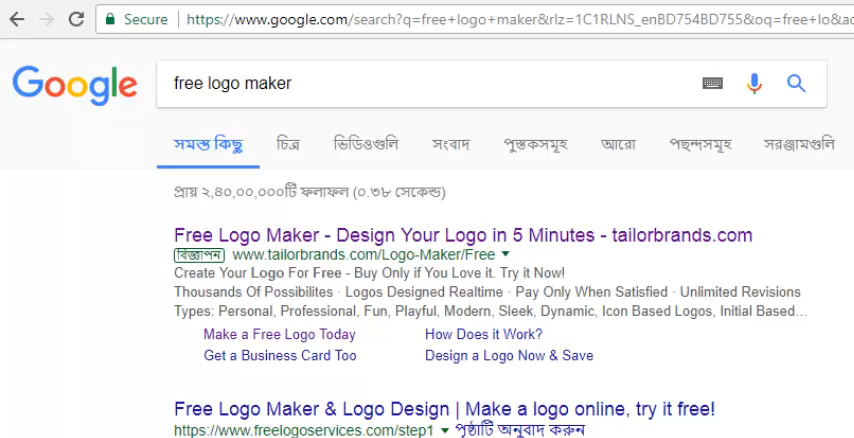 Secure https://www.google.com/search?q=free+logo+maker&rlz=1C1RLNS_enBD754BD755&oq=free+lo&ac
Google
free logo maker
সমস্ত কিছু চিত্র ভিডিওগুলি সংবাদ পুস্তকসমূহ আরো পছন্দসমূহ সরঞ্জামগুলি
প্রায় ২,৪০,০০,০০০টি ফলাফল (০.৩৮ সেকেন্ড)
Free Logo Maker - Design Your Logo in 5 Minutes - tailorbrands.com
বিজ্ঞাপন www.tailorbrands.com/Logo-Maker/Free
Create Your Logo For Free - Buy Only if You Love it. Try it Now!
Thousands Of Possibilites · Logos Designed Realtime · Pay Only When Satisfied · Unlimited Revisions
Types: Personal, Professional, Fun, Playful, Modern, Sleek, Dynamic, Icon Based Logos, Initial Based…
Make a Free Logo Today How Does it Work?
Get a Business Card Too Design a Logo Now & Save
Free Logo Maker & Logo Design | Make a logo online, try it free!
https://www.freelogoservices.com/step1 পৃষ্ঠাটি অনুবাদ করুন